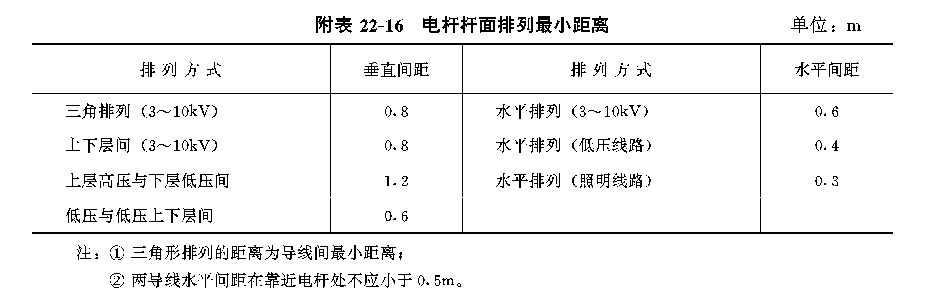 附表 22-16 电杆杆面排列最小距离 单位：m
排列方式 垂直间距 排列方式 水平间距
三角排列（3～10kV） 0.8 水平排列（3～10kV） 0.6
上下层间（3～10kV） 0.8 水平排列（低压线路） 0.4
上层高压与下层低压间 1.2 水平排列（照明线路） 0.3
低压与低压上下层间 0.6
注：① 三角形排列的距离为导线间最小距离；
② 两导线水平间距在靠近电杆处不应小于 0.5m。